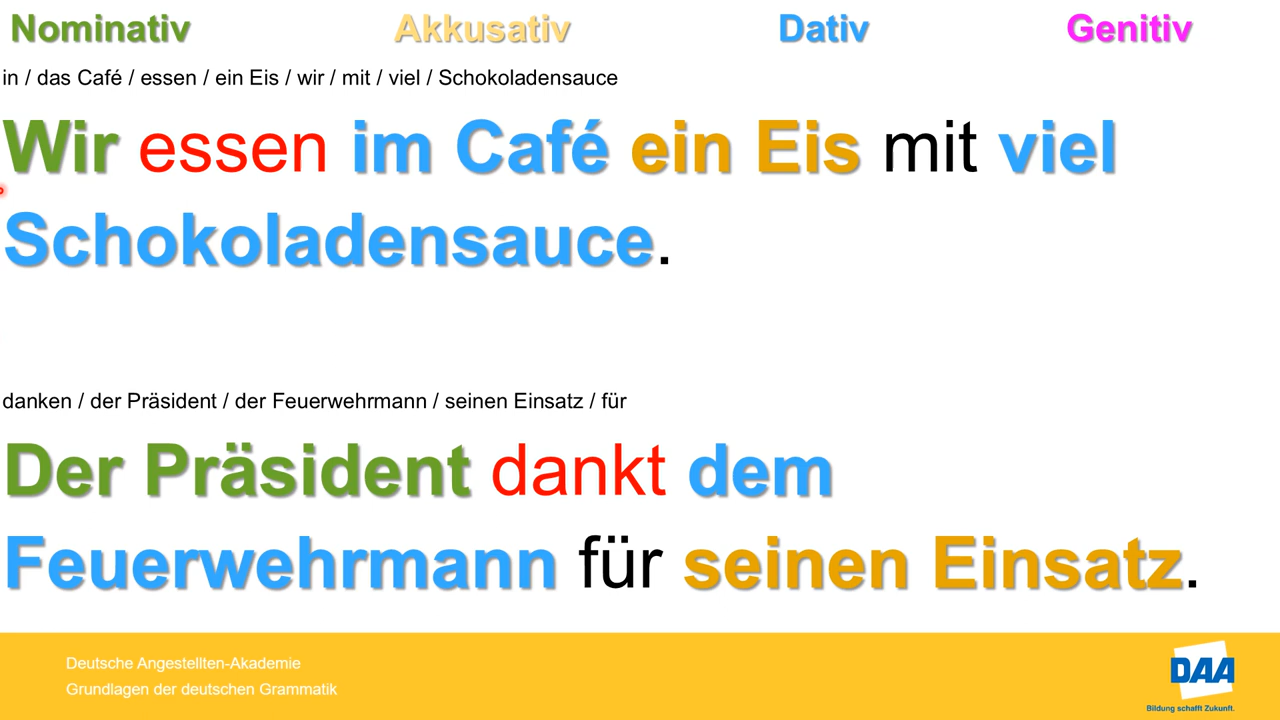 Nominativ Akkusativ Dativ Genitiv
in / das Café / essen / ein Eis / wir / mit / viel / Schokoladensauce
Wir essen im Café ein Eis mit viel
Schokoladensauce.
danken / der Präsident / der Feuerwehrmann / seinen Einsatz / für
Der Präsident dankt dem
Feuerwehrmann für seinen Einsatz.
Deutsche Angestellten-Akademie
Grundlagen der deutschen Grammatik
DAA
Bildung schafft Zukunft.